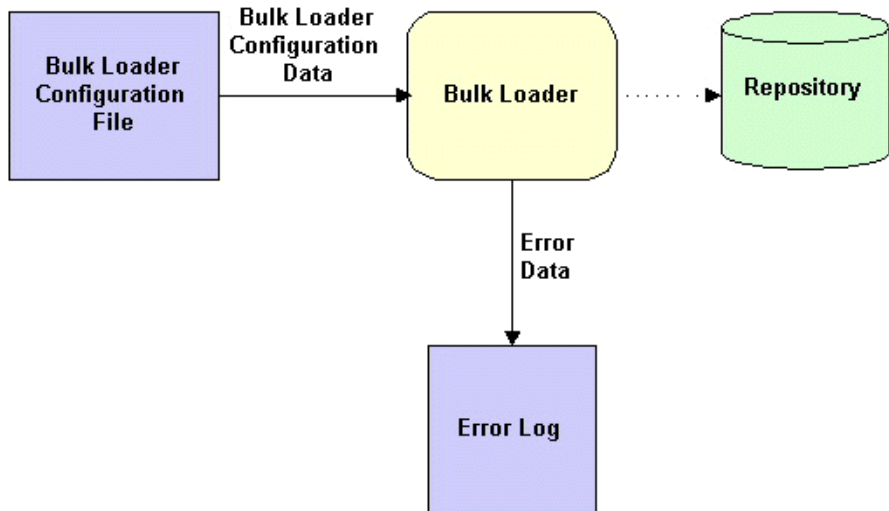 Bulk Loader
Configuration
File
Bulk Loader
Configuration
Data
Bulk Loader
Repository
Error
Data
Error Log